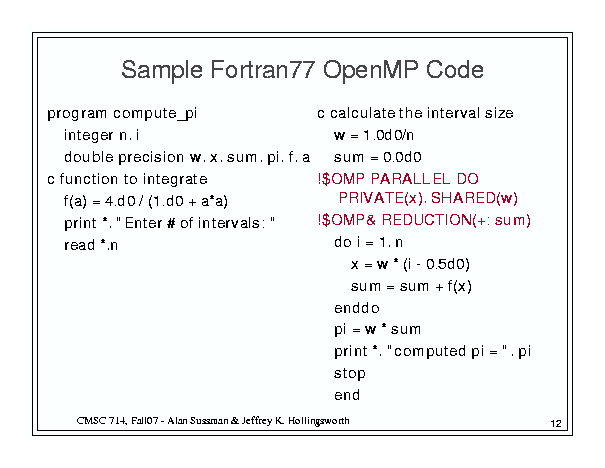 Sample Fortran77 OpenMP Code
program compute_pi
integer n, i
double precision w, x, sum, pi, f, a
c function to integrate
f(a) = 4.d0 / (1.d0 + a*a)
print *, "Enter # of intervals: "
read *,n
c calculate the interval size
w = 1.0d0/n
sum = 0.0d0
!$OMP PARALLEL DO
PRIVATE(x), SHARED(w)
!$OMP& REDUCTION(+: sum)
do i = 1, n
x = w * (i - 0.5d0)
sum = sum + f(x)
enddo
pi = w * sum
print *, "computed pi = ", pi
stop
end
CMSC 714, Fall07 - Alan Sussman & Jeffrey K. Hollingsworth
12